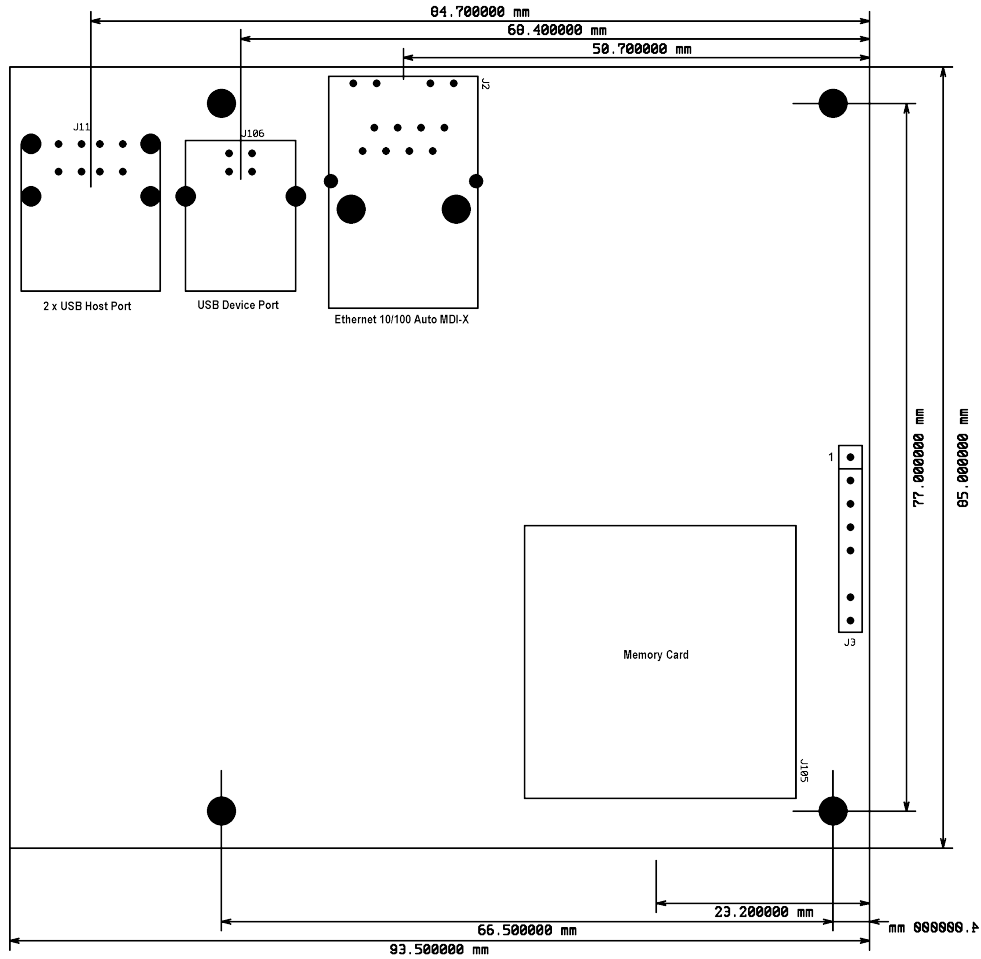 84.700000 mm
68.400000 mm
50.700000 mm
J2
J11
J106
2 x USB Host Port
USB Device Port
Ethernet 10/100 Auto MDI-X
77.000000 mm
85.000000 mm
1
J3
Memory Card
J105
23.200000 mm
4.000000 mm
66.500000 mm
93.500000 mm